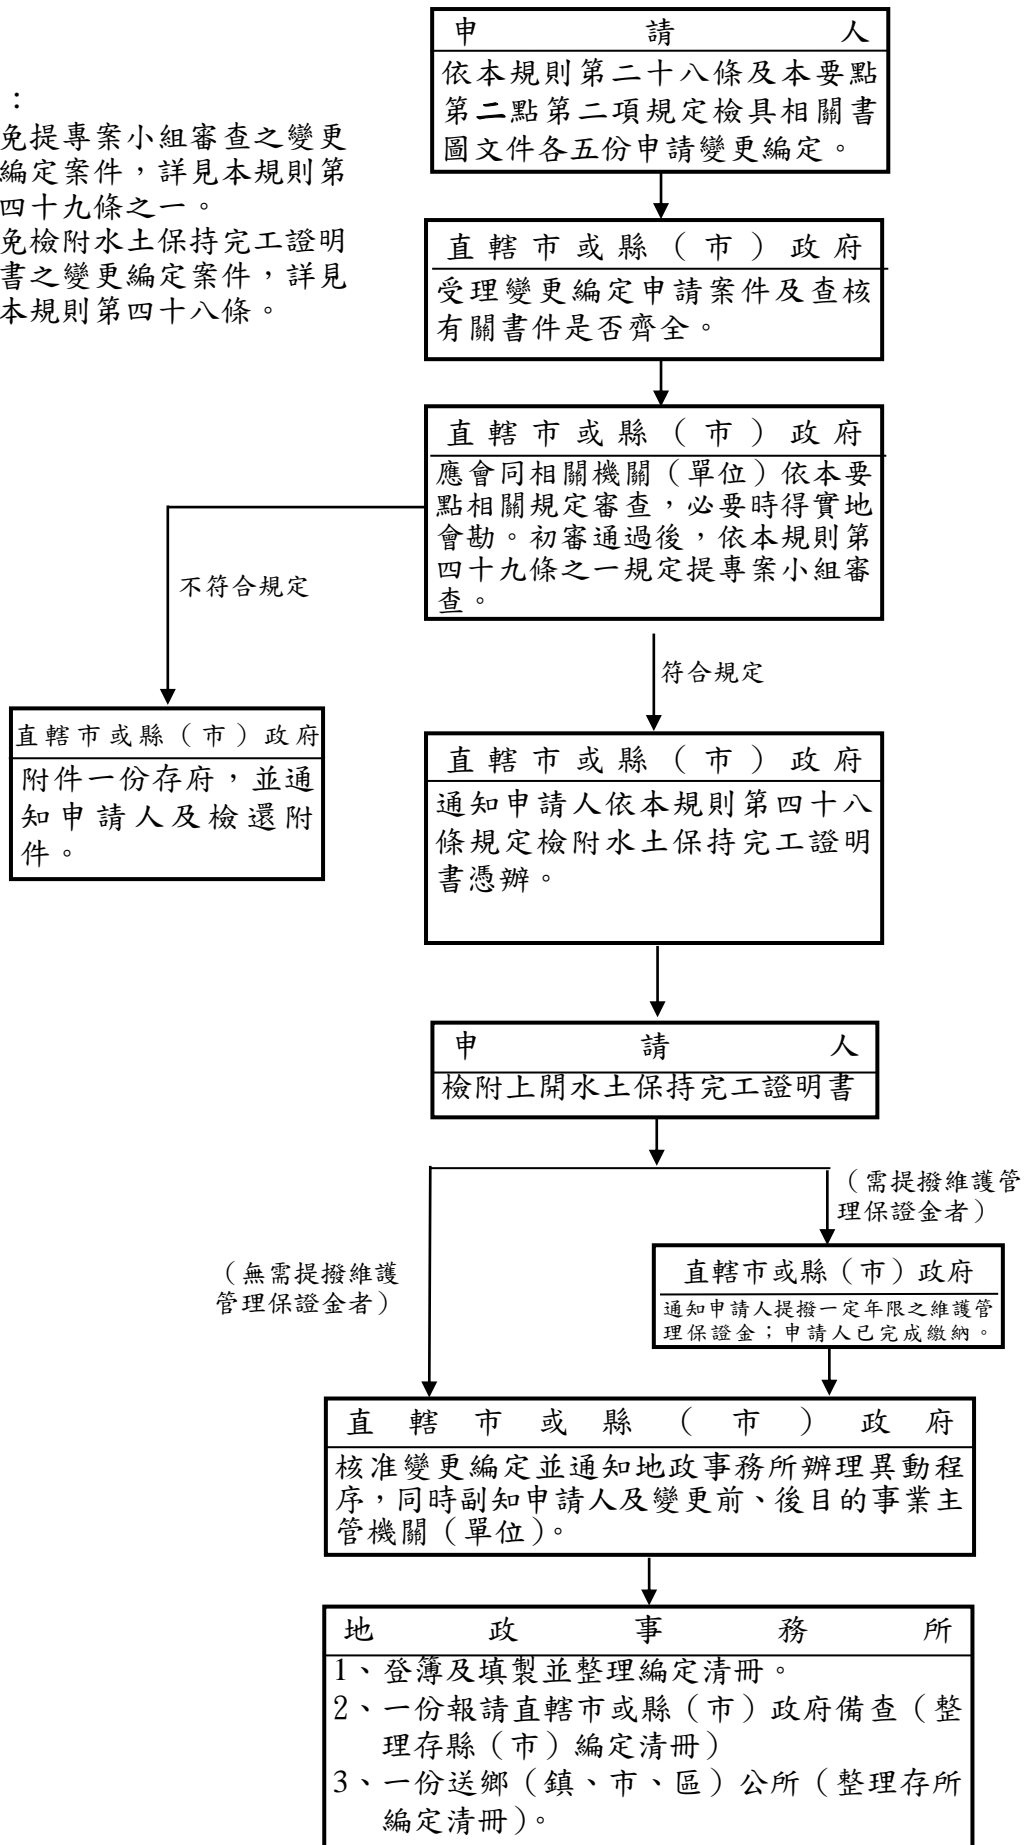 申請人
依本規則第二十八條及本要點
第二點第二項規定檢具相關書
圖文件各五份申請變更編定。
：
免提專案小組審查之變更
編定案件，詳見本規則第
四十九條之一。
免檢附水土保持完工證明
書之變更編定案件，詳見
本規則第四十八條。
直轄市或縣（市）政府
受理變更編定申請案件及查核
有關書件是否齊全。
直轄市或縣（市）政府
應會同相關機關（單位）依本要
點相關規定審查，必要時得實地
會勘。初審通過後，依本規則第
四十九條之一規定提專案小組審
查。
不符合規定
符合規定
直轄市或縣（市）政府
附件一份存府，並通
知申請人及檢還附
件。
直轄市或縣（市）政府
通知申請人依本規則第四十八
條規定檢附水土保持完工證明
書憑辦。
申請人
檢附上開水土保持完工證明書
（需提撥維護管
理保證金者）
（無需提撥維護
管理保證金者）
直轄市或縣（市）政府
通知申請人提撥一定年限之維護管
理保證金；申請人已完成繳納。
直轄市或縣（市）政府
核准變更編定並通知地政事務所辦理異動程
序，同時副知申請人及變更前、後目的事業主
管機關（單位）。
地政事務所
1、登簿及填製並整理編定清冊。
2、一份報請直轄市或縣（市）政府備查（整
理存縣（市）編定清冊）
3、一份送鄉（鎮、市、區）公所（整理存所
編定清冊）。